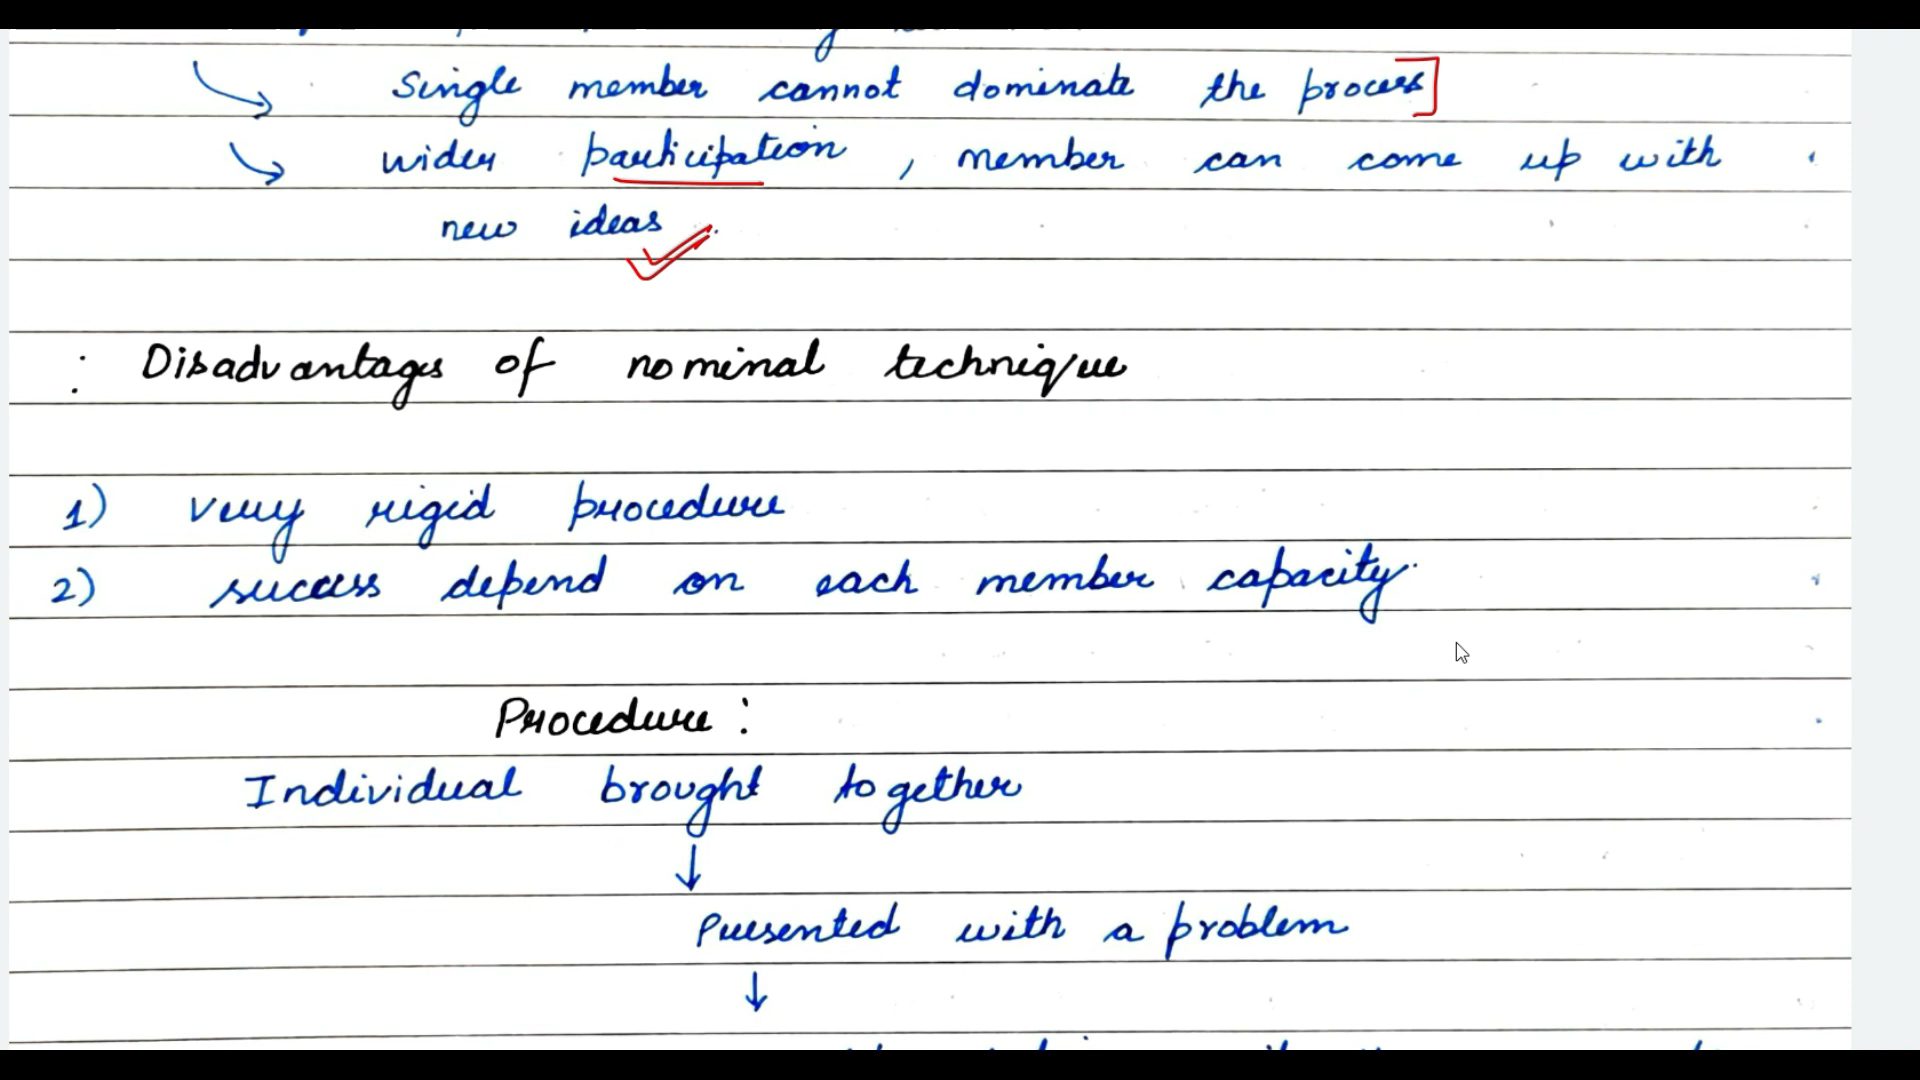 Single member cannot dominate the process
wider participation, member can come up with
new ideas
: Disadvantages of nominal technique
1) very rigid procedure
2) success depend on each member capacity.
Procedure :
Individual brought together
↓
Presented with a problem
↓